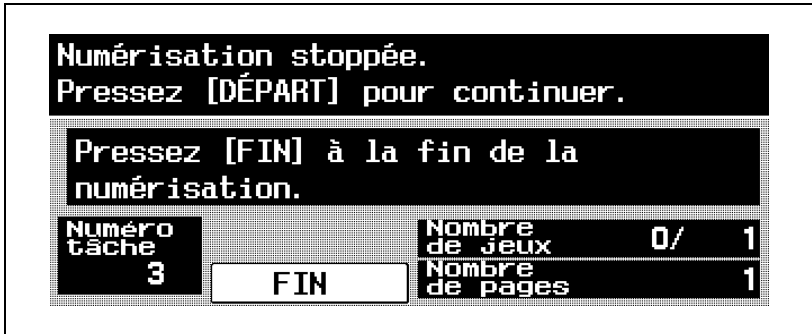 Numérisation stoppée.
Pressez [DÉPART] pour continuer.
Pressez [FIN] à la fin de la
numérisation.
Numéro
tâche
3
FIN
Nombre
de jeux 0/ 1
Nombre
de pages 1